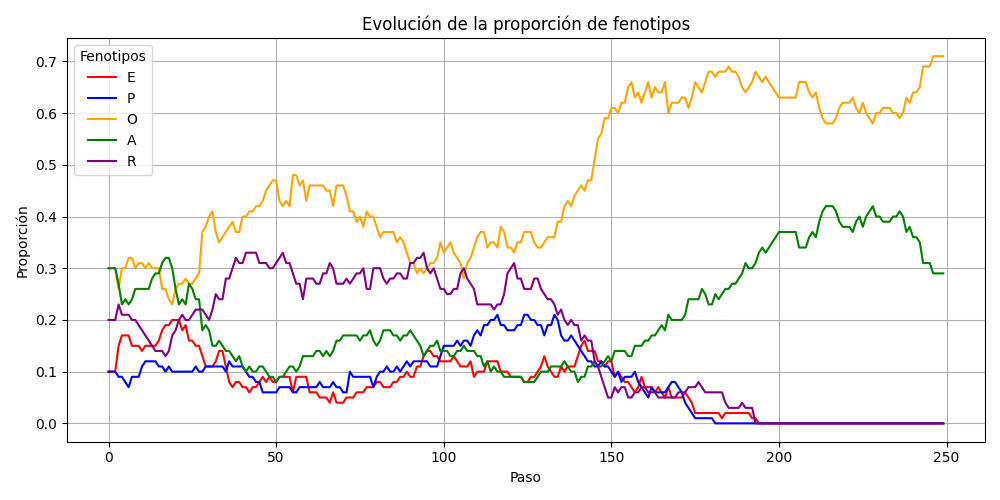 Evolución de la proporción de fenotipos
Fenotipos
E
P
O
A
R
Proporción
0.7
0.6
0.5
0.4
0.3
0.2
0.1
0.0
0 50 100 150 200 250
Paso